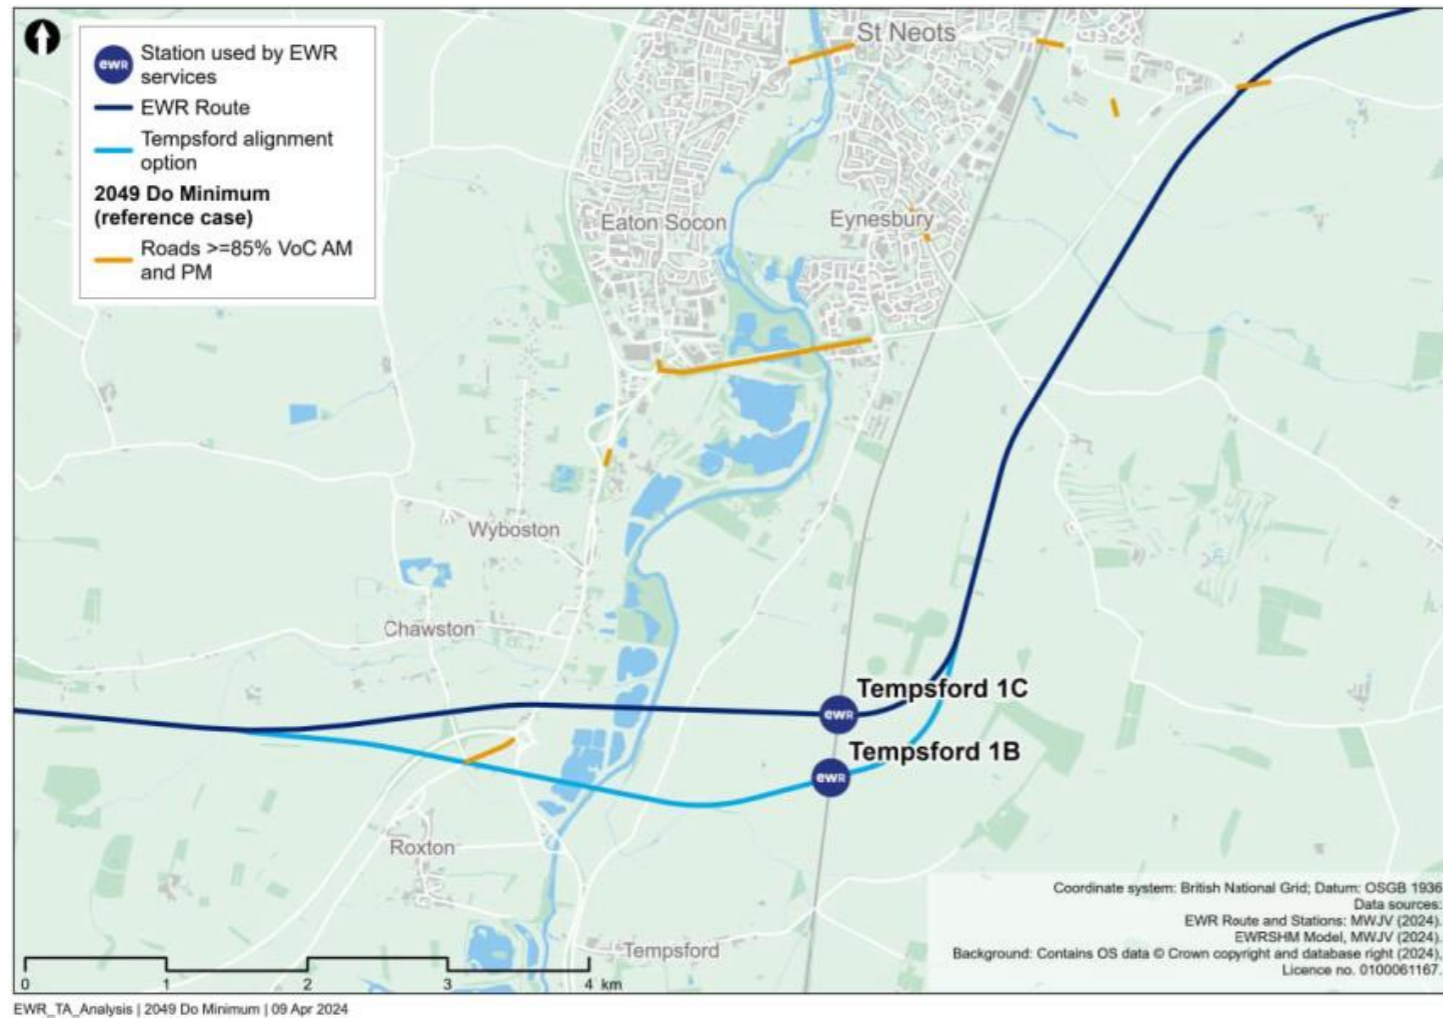 ewR
Station used by EWR
services
EWR Route
Tempsford alignment
option
2049 Do Minimum
(reference case)
Roads >=85% VoC AM
and PM
St Neots
Eaton Socon
Eynesbury
Wyboston
Chawston
Tempsford 1C
ewR
Tempsford 1B
ewR
Roxton
Tempsford
0 1 2 3 4 km
Coordinate system: British National Grid; Datum: OSGB 1936
Data sources:
EWR Route and Stations: MWJV (2024).
EWRSHM Model, MWJV (2024).
Background: Contains OS data © Crown copyright and database right (2024).
Licence no. 0100061167.
EWR_TA_Analysis | 2049 Do Minimum | 09 Apr 2024